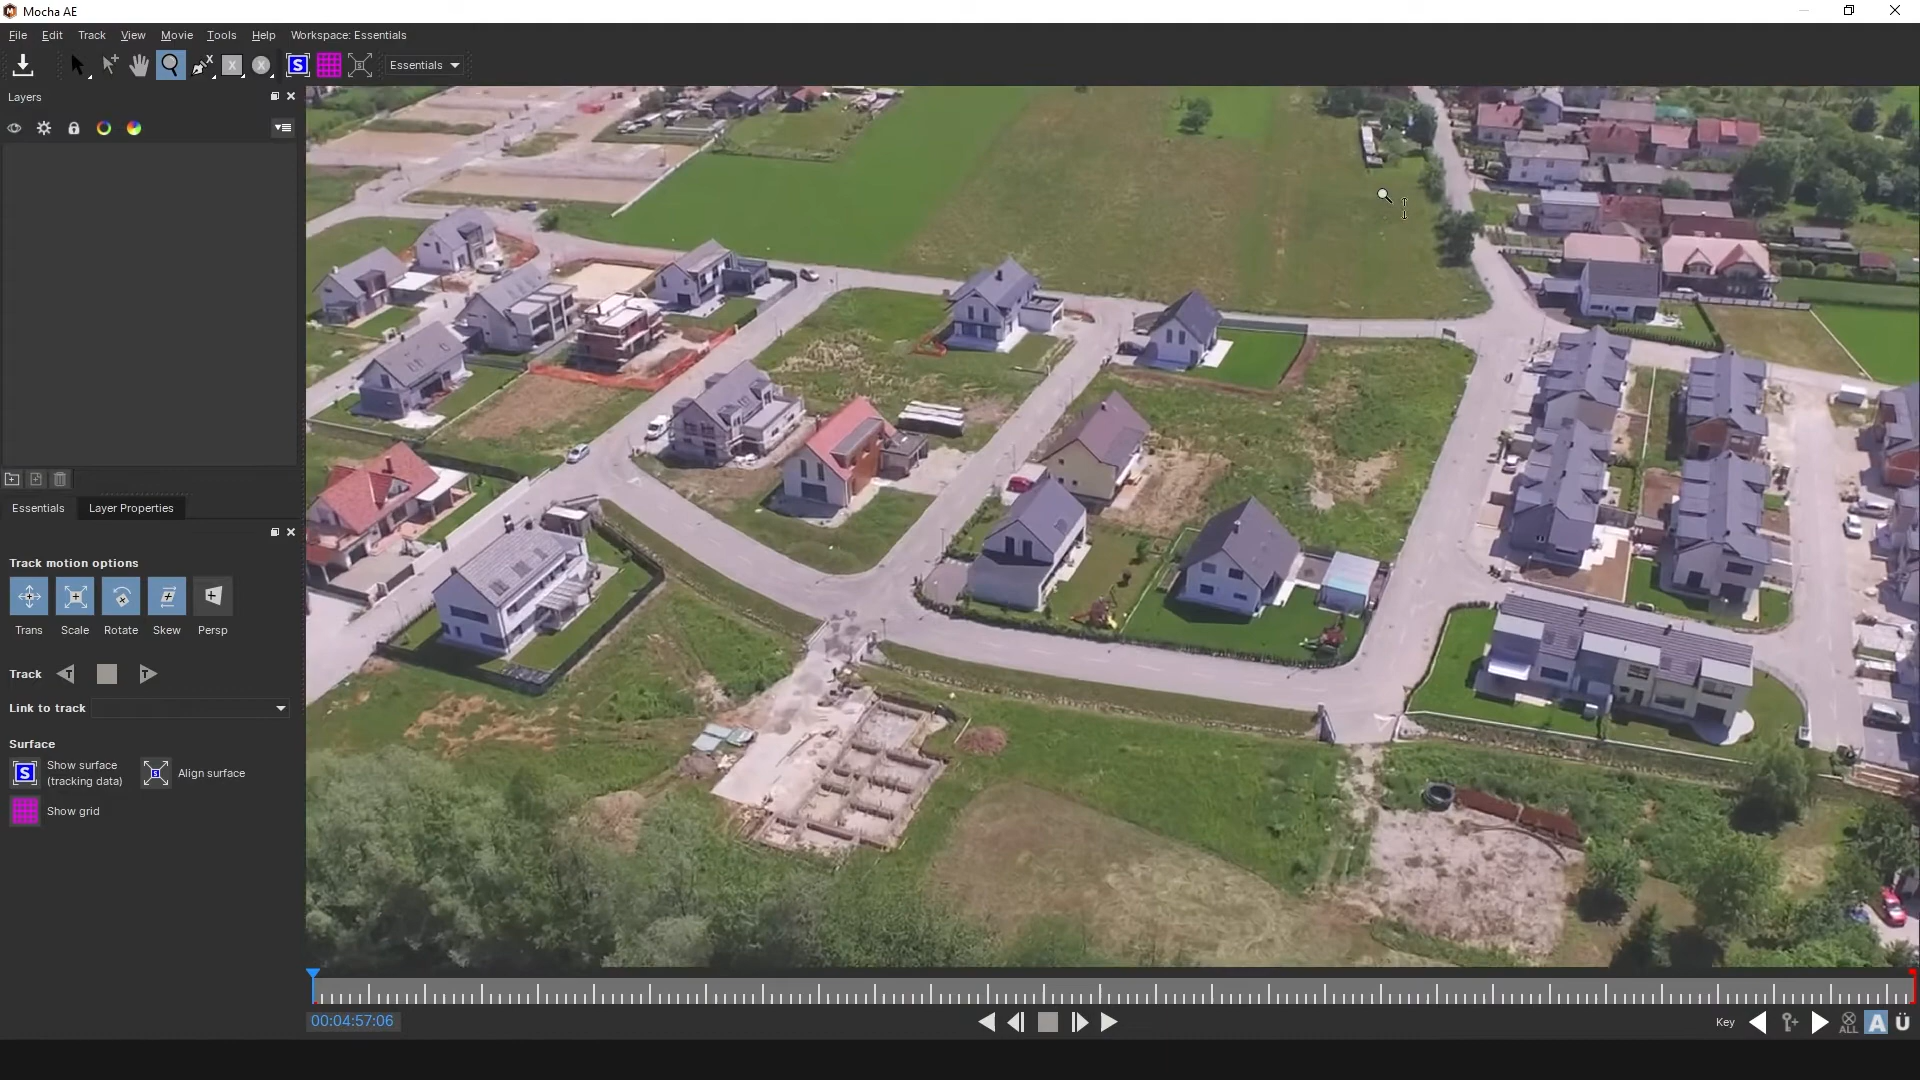 Mocha AE
File Edit Track View Movie Tools Help Workspace: Essentials
S Essentials
Layers
Essentials Layer Properties
Track motion options
Trans Scale Rotate Skew Persp
Track
Link to track
Surface
Show surface
(tracking data)
Align surface
Show grid
00:04:57:06
Key
ALL
A
Ü